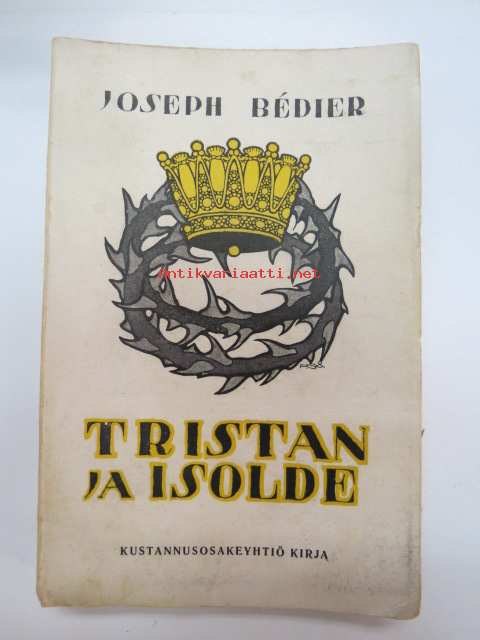 JOSEPH BÉDIER
antikvariaatti.net
TRISTAN
JA ISOLDE
KUSTANNUSOSAKEYHTIÖ KIRJA